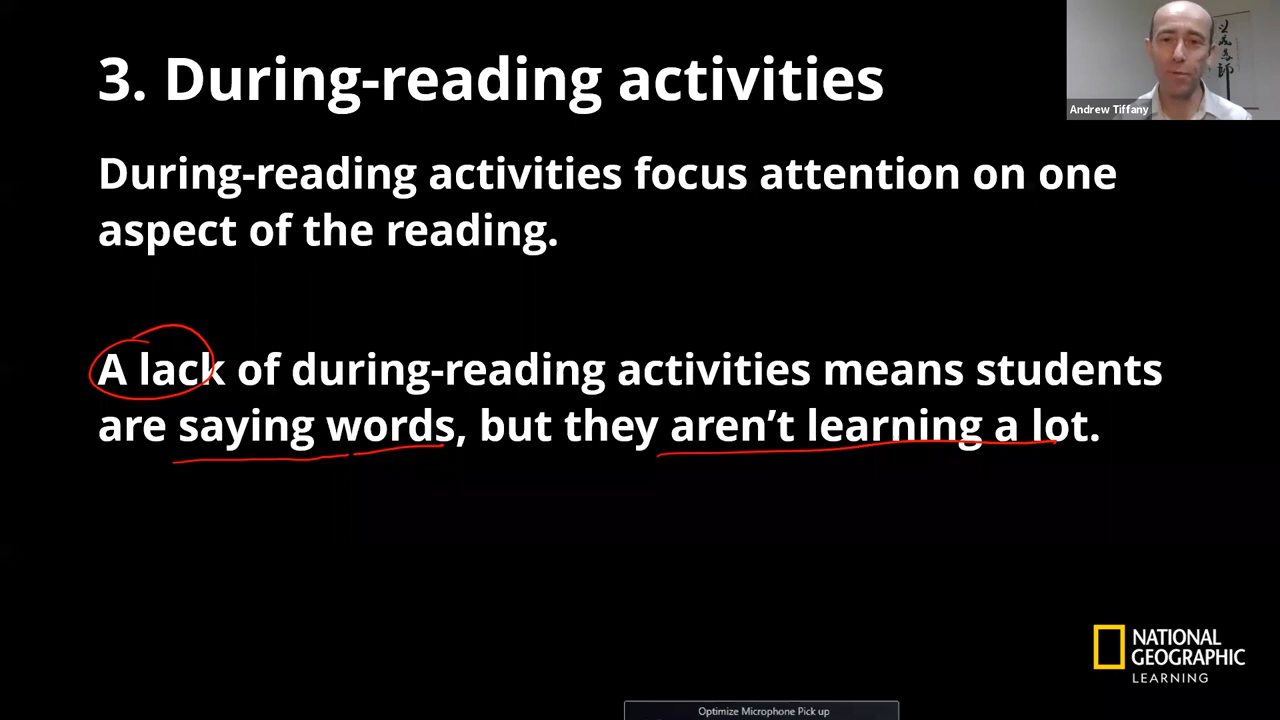 3. During-reading activities
Andrew Tiffany
During-reading activities focus attention on one
aspect of the reading.
A lack of during-reading activities means students
are saying words, but they aren’t learning a lot.
NATIONAL
GEOGRAPHIC
LEARNING
Optimize Microphone Pick up